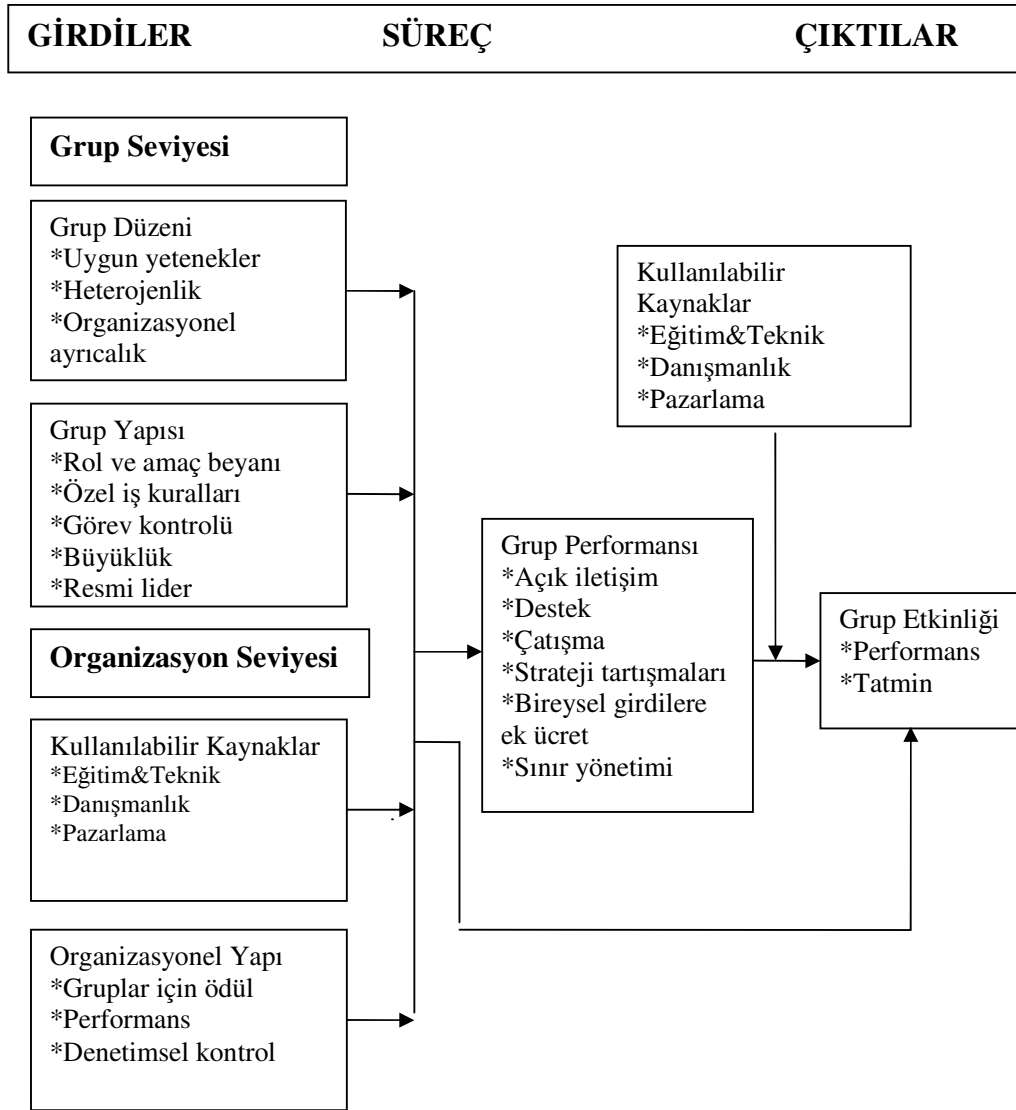 GİRDİLER SÜREÇ ÇIKTILAR
Grup Seviyesi
Grup Düzeni
*Uygun yetenekler
*Heterojenlik
*Organizasyonel
ayrıcalık
Grup Yapısı
*Rol ve amaç beyanı
*Özel iş kuralları
*Görev kontrolü
*Büyüklük
*Resmi lider
Organizasyon Seviyesi
Kullanılabilir Kaynaklar
*Eğitim&Teknik
*Danışmanlık
*Pazarlama
Organizasyonel Yapı
*Gruplar için ödül
*Performans
*Denetimsel kontrol
Grup Performansı
*Açık iletişim
*Destek
*Çatışma
*Strateji tartışmaları
*Bireysel girdilere
ek ücret
*Sınır yönetimi
Kullanılabilir
Kaynaklar
*Eğitim&Teknik
*Danışmanlık
*Pazarlama
Grup Etkinliği
*Performans
*Tatmin